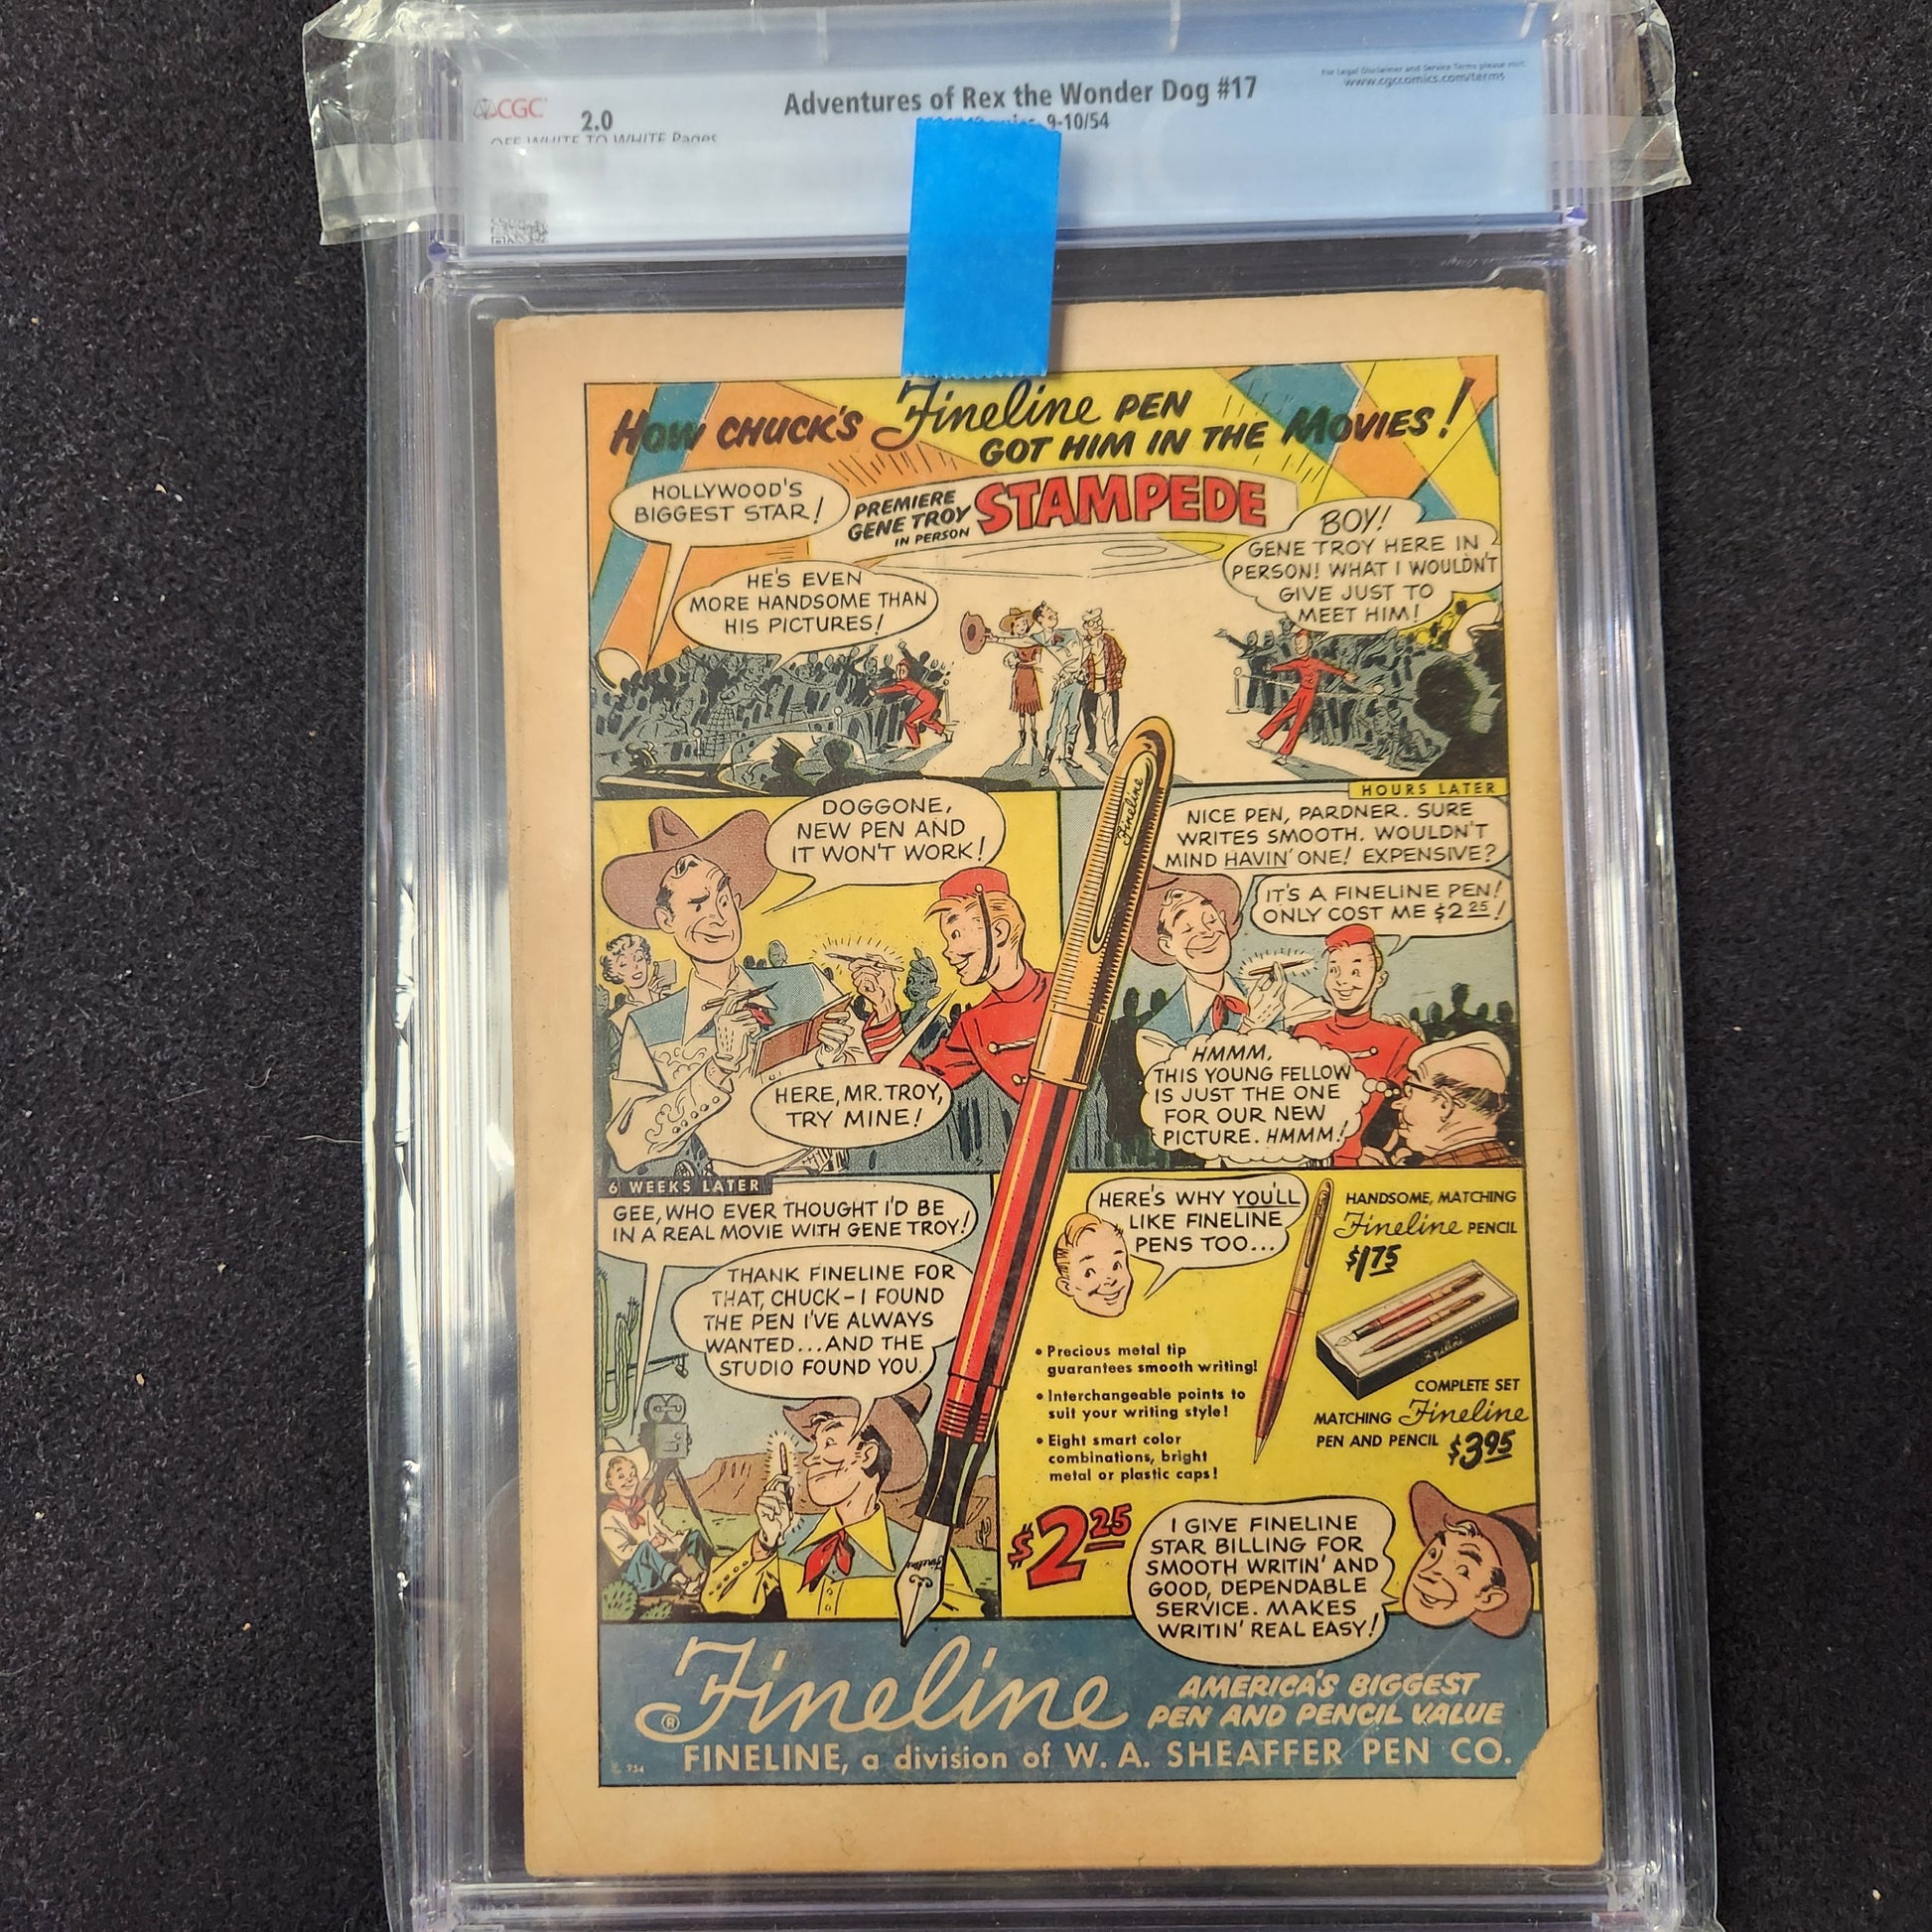 CGC
2.0
OFF-WHITE TO WHITE Pages
Adventures of Rex the Wonder Dog #17
9-10/54
For Legal Disclaimer and Service Terms please visit:
www.cgccomics.com/terms
HOW CHUCK'S Fineline PEN
GOT HIM IN THE MOVIES!
HOLLYWOOD'S
BIGGEST STAR!
PREMIERE
GENE TROY
IN PERSON
STAMPEDE
BOY!
GENE TROY HERE IN
PERSON! WHAT I WOULDN'T
GIVE JUST TO
MEET HIM!
HE'S EVEN
MORE HANDSOME THAN
HIS PICTURES!
DOGGONE,
NEW PEN AND
IT WON'T WORK!
HERE, MR. TROY,
TRY MINE!
Fineline
HOURS LATER
NICE PEN, PARDNER. SURE
WRITES SMOOTH. WOULDN'T
MIND HAVIN' ONE! EXPENSIVE?
IT'S A FINELINE PEN!
ONLY COST ME $2.25!
HMMM,
THIS YOUNG FELLOW
IS JUST THE ONE
FOR OUR NEW
PICTURE. HMMM!
6 WEEKS LATER
GEE, WHO EVER THOUGHT I'D BE
IN A REAL MOVIE WITH GENE TROY!
THANK FINELINE FOR
THAT, CHUCK-I FOUND
THE PEN I'VE ALWAYS
WANTED...AND THE
STUDIO FOUND YOU.
Fineline
HERE'S WHY YOU'LL
LIKE FINELINE
PENS TOO...
HANDSOME, MATCHING
Fineline PENCIL
$1.75
• Precious metal tip
guarantees smooth writing!
• Interchangeable points to
suit your writing style!
• Eight smart color
combinations, bright
metal or plastic caps!
Fineline
COMPLETE SET
MATCHING Fineline
PEN AND PENCIL $3.95
$2.25
I GIVE FINELINE
STAR BILLING FOR
SMOOTH WRITIN' AND
GOOD, DEPENDABLE
SERVICE. MAKES
WRITIN' REAL EASY!
® Fineline
AMERICA'S BIGGEST
PEN AND PENCIL VALUE
FINELINE, a division of W. A. SHEAFFER PEN CO.